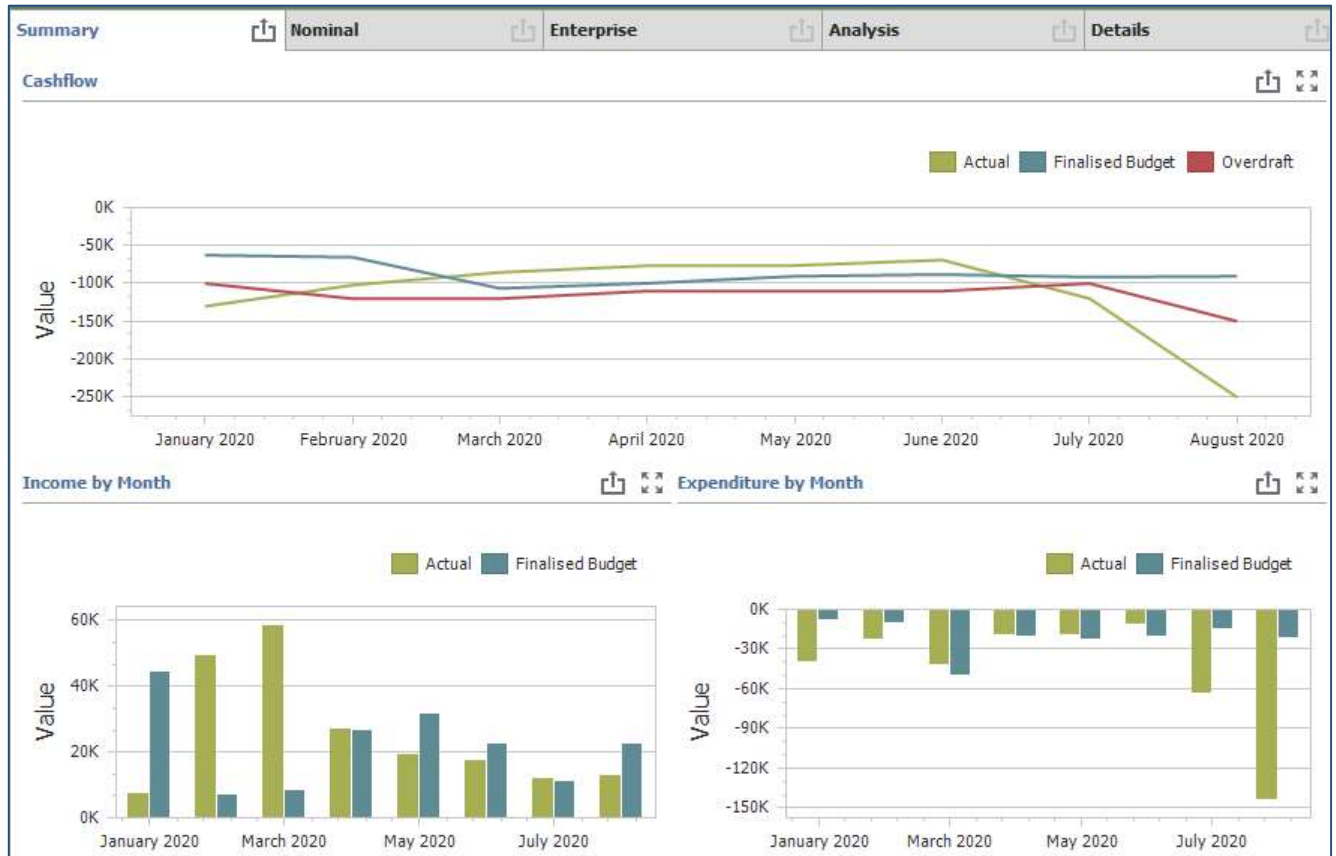 Summary Nominal Enterprise Analysis Details
Cashflow
Actual Finalised Budget Overdraft
0K
-50K
-100K
-150K
-200K
-250K
Value
January 2020 February 2020 March 2020 April 2020 May 2020 June 2020 July 2020 August 2020
Income by Month
Actual Finalised Budget
60K
40K
20K
0K
Value
January 2020 March 2020 May 2020 July 2020
Expenditure by Month
Actual Finalised Budget
0K
-30K
-60K
-90K
-120K
-150K
Value
January 2020 March 2020 May 2020 July 2020